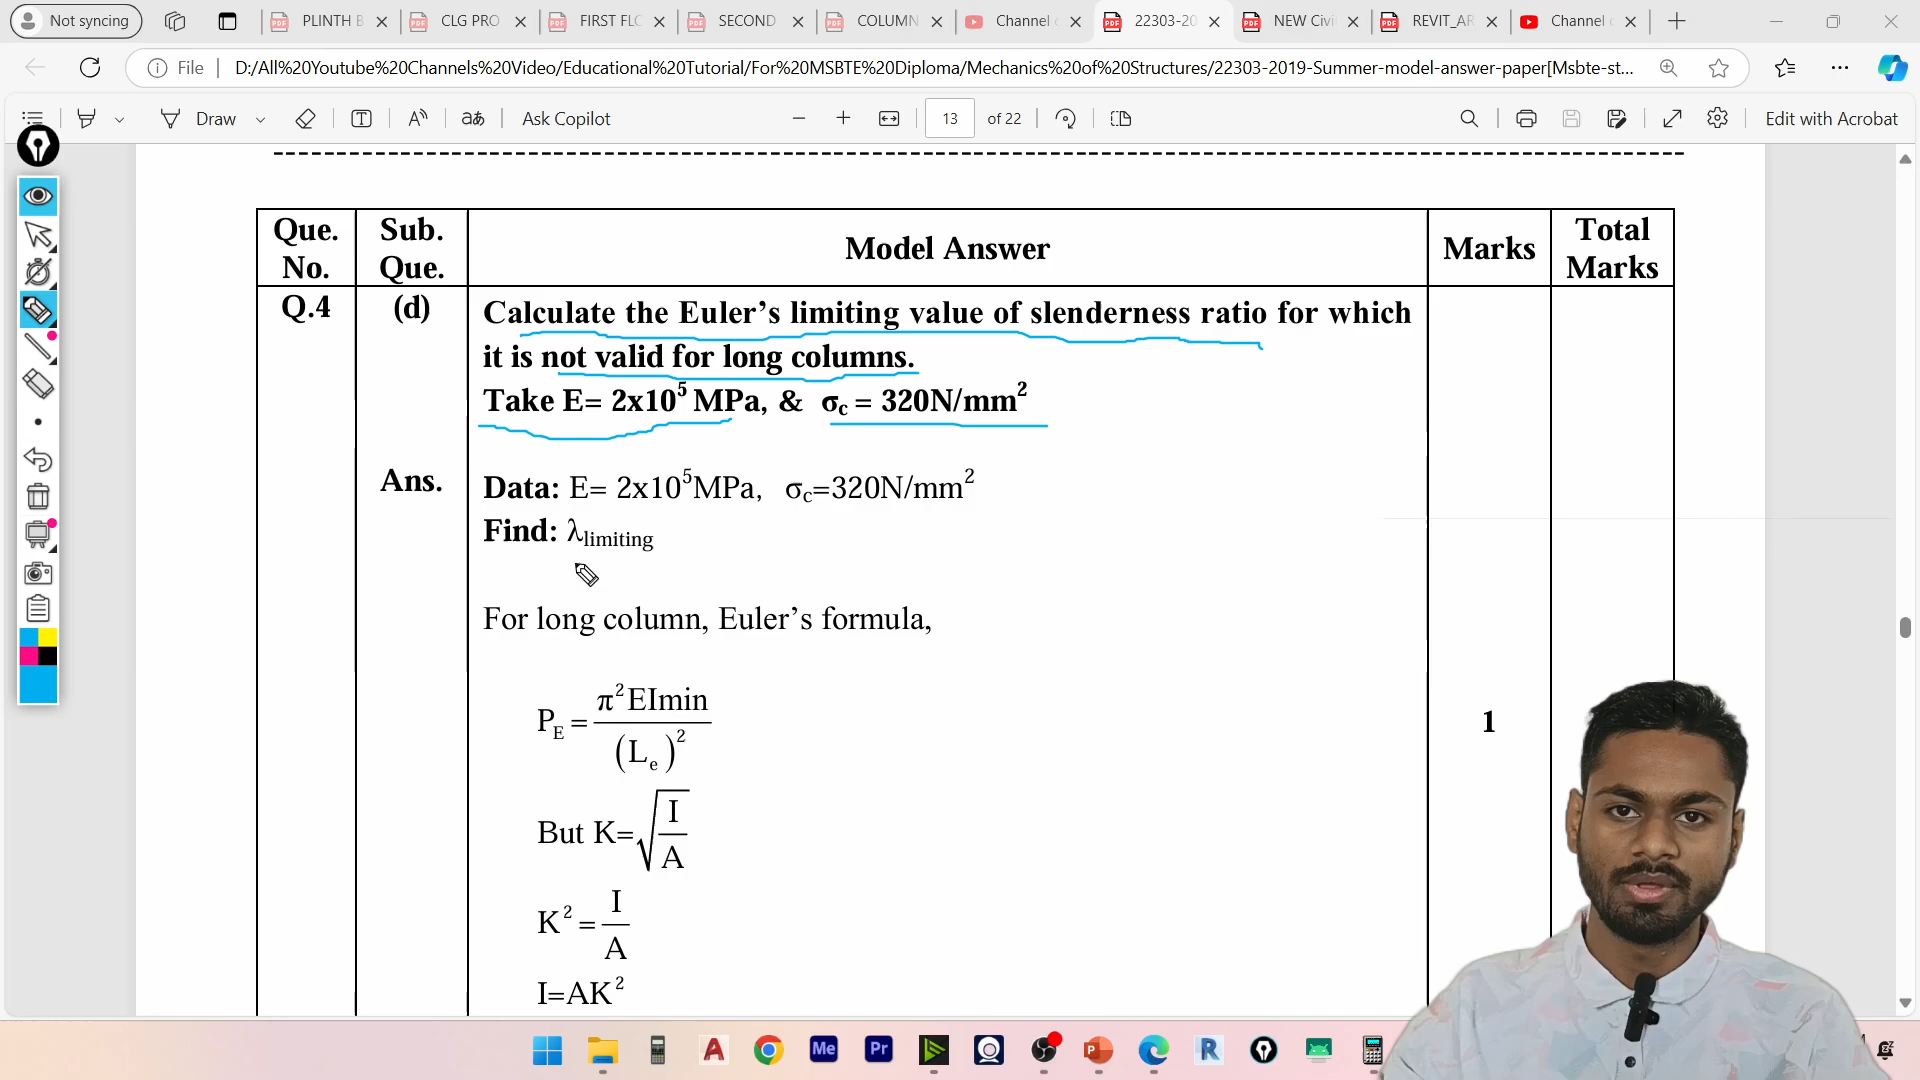 Not syncing
PLINTH B
CLG PRO
FIRST FLO
SECOND
COLUMN
Channel
22303-20
NEW Civi
REVIT_AR
Channel
File
D:/All%20Youtube%20Channels%20Video/Educational%20Tutorial/For%20MSBTE%20Diploma/Mechanics%20of%20Structures/22303-2019-Summer-model-answer-paper[Msbte-st...
Draw
Ask Copilot
13
of 22
Edit with Acrobat
Que. No.
Sub. Que.
Model Answer
Marks
Total Marks
Q.4
(d)
Calculate the Euler's limiting value of slenderness ratio for which
it is not valid for long columns.
Take E= 2x10⁵ MPa, & σc = 320N/mm²
Ans.
Data: E= 2x10⁵MPa, σc=320N/mm²
Find: λlimiting
For long column, Euler's formula,
P_E = π²EImin / (L_e)²
1
But K=√(I/A)
K² = I/A
I=AK²